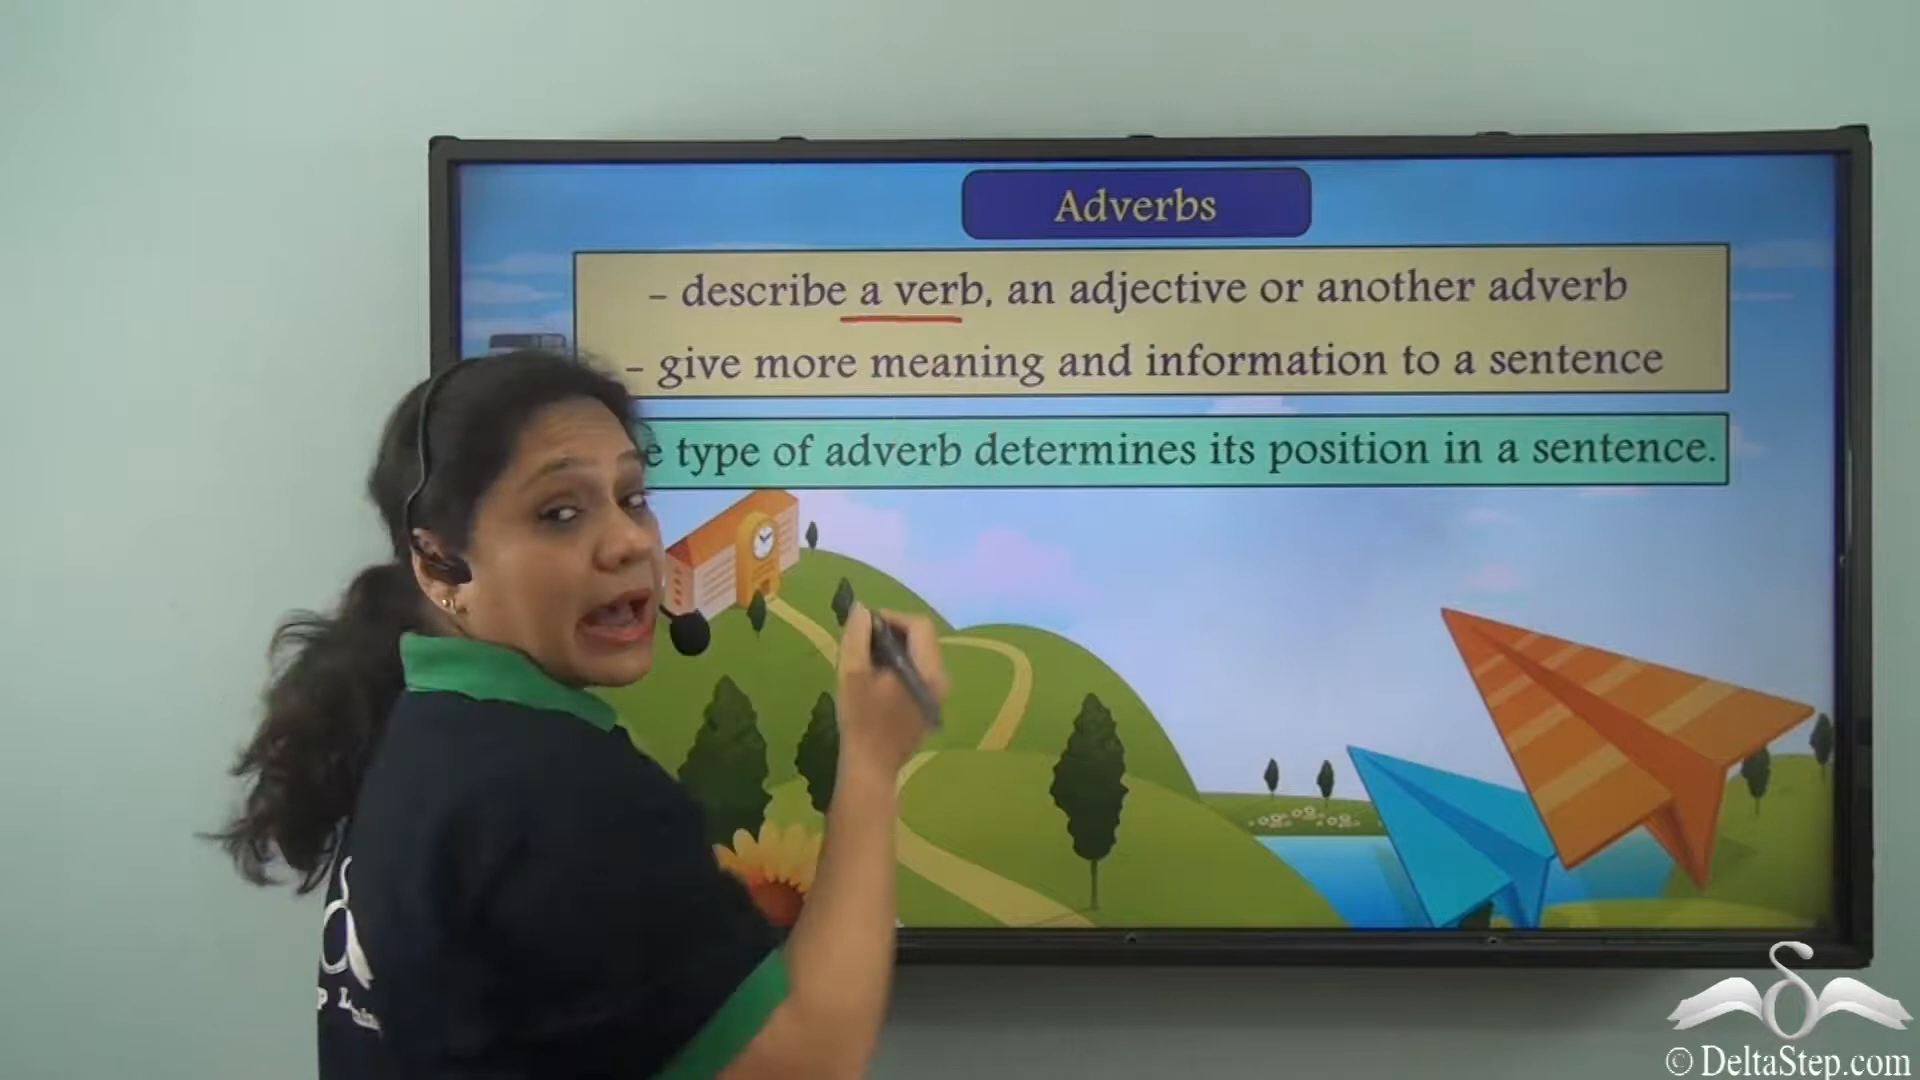 Adverbs
- describe a verb, an adjective or another adverb
- give more meaning and information to a sentence
type of adverb determines its position in a sentence.
© DeltaStep.com